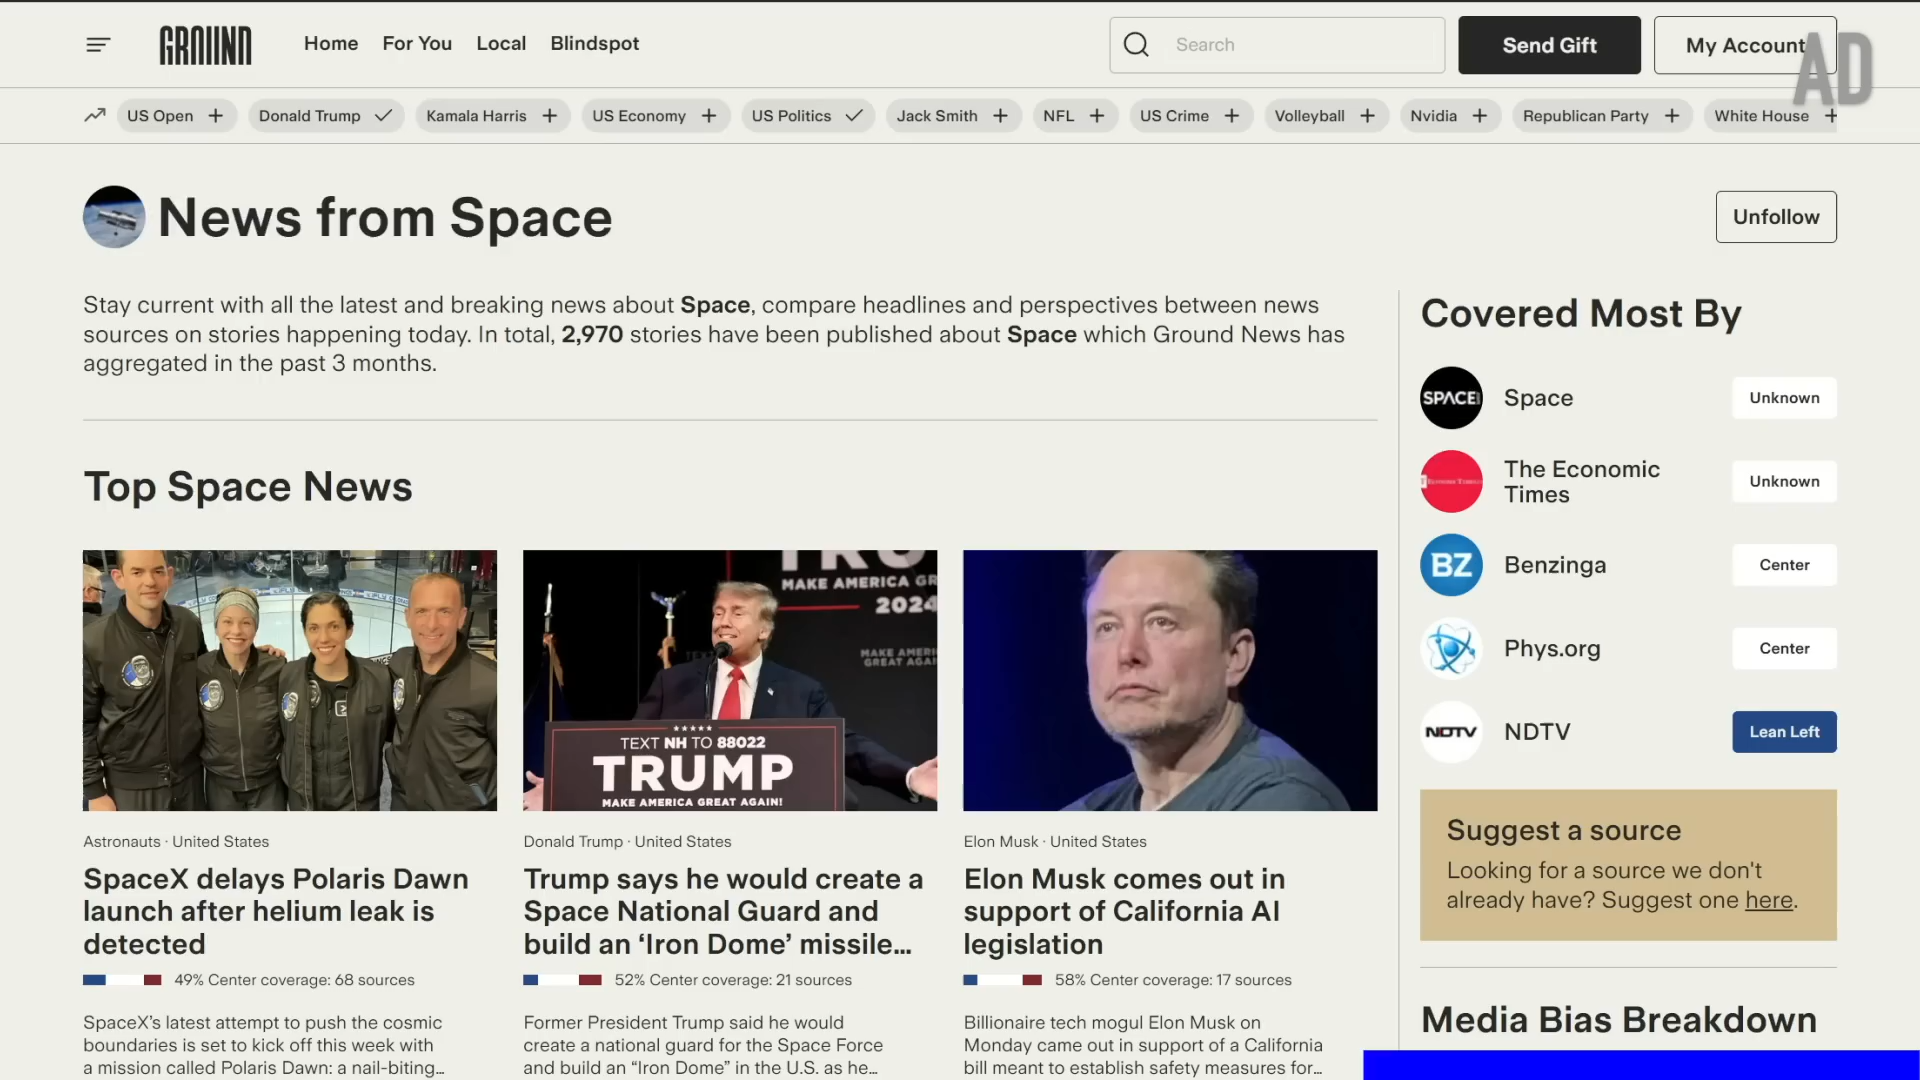 GROUND
Home
For You
Local
Blindspot
Search
Send Gift
My Account
AD
US Open
Donald Trump
Kamala Harris
US Economy
US Politics
Jack Smith
NFL
US Crime
Volleyball
Nvidia
Republican Party
White House
News from Space
Unfollow
Stay current with all the latest and breaking news about Space, compare headlines and perspectives between news
sources on stories happening today. In total, 2,970 stories have been published about Space which Ground News has
aggregated in the past 3 months.
Top Space News
MAKE AMERICA GR
2024
MAKE AMERI
GREAT AGAI
TEXT NH TO 88022
TRUMP
MAKE AMERICA GREAT AGAIN!
Astronauts · United States
SpaceX delays Polaris Dawn
launch after helium leak is
detected
49% Center coverage: 68 sources
SpaceX's latest attempt to push the cosmic
boundaries is set to kick off this week with
a mission called Polaris Dawn: a nail-biting…
Donald Trump · United States
Trump says he would create a
Space National Guard and
build an ‘Iron Dome’ missile…
52% Center coverage: 21 sources
Former President Trump said he would
create a national guard for the Space Force
and build an “Iron Dome” in the U.S. as he…
Elon Musk · United States
Elon Musk comes out in
support of California AI
legislation
58% Center coverage: 17 sources
Billionaire tech mogul Elon Musk on
Monday came out in support of a California
bill meant to establish safety measures for…
Covered Most By
SPACE
Space
Unknown
The Economic
Times
Unknown
BZ
Benzinga
Center
Phys.org
Center
NDTV
NDTV
Lean Left
Suggest a source
Looking for a source we don't
already have? Suggest one here.
Media Bias Breakdown